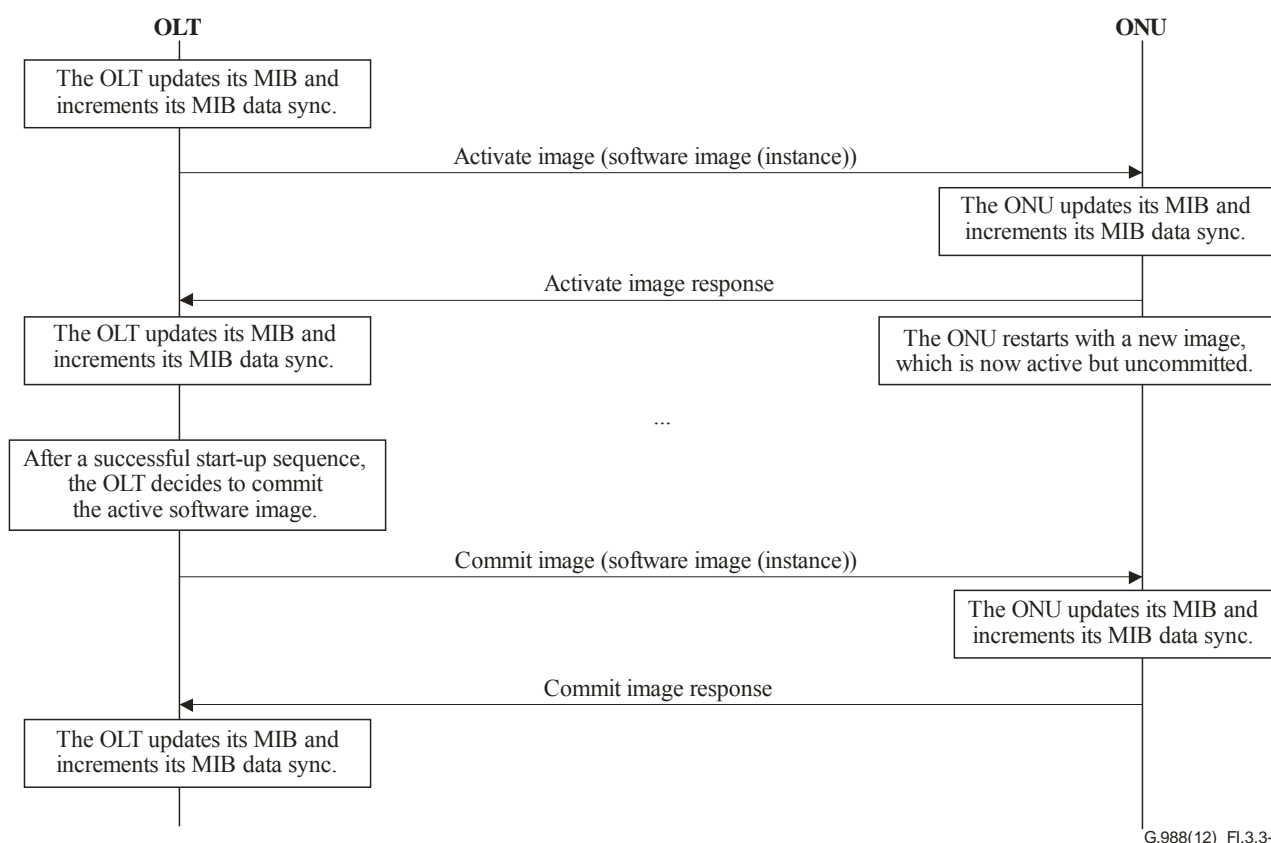 OLT
ONU
The OLT updates its MIB and
increments its MIB data sync.
Activate image (software image (instance))
The ONU updates its MIB and
increments its MIB data sync.
Activate image response
The OLT updates its MIB and
increments its MIB data sync.
The ONU restarts with a new image,
which is now active but uncommitted.
...
After a successful start-up sequence,
the OLT decides to commit
the active software image.
Commit image (software image (instance))
The ONU updates its MIB and
increments its MIB data sync.
Commit image response
The OLT updates its MIB and
increments its MIB data sync.
G.988(12)_FI.3.3-